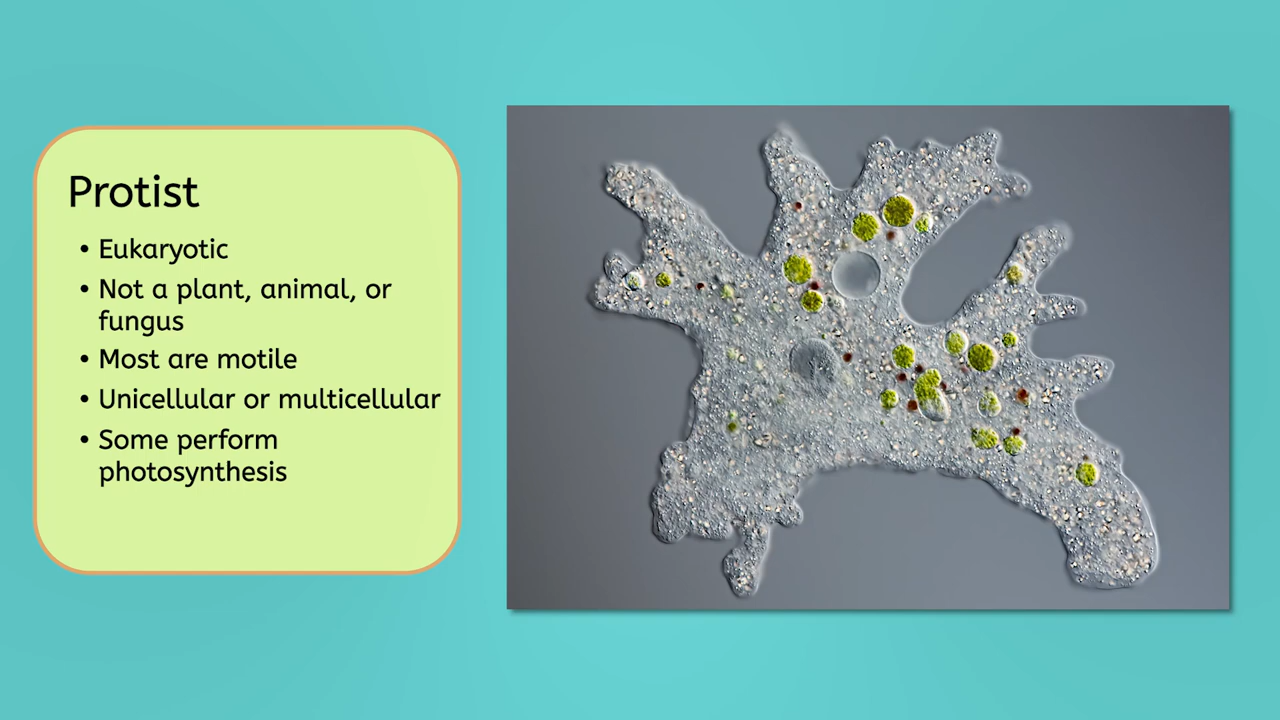 Protist
• Eukaryotic
• Not a plant, animal, or
fungus
• Most are motile
• Unicellular or multicellular
• Some perform
photosynthesis